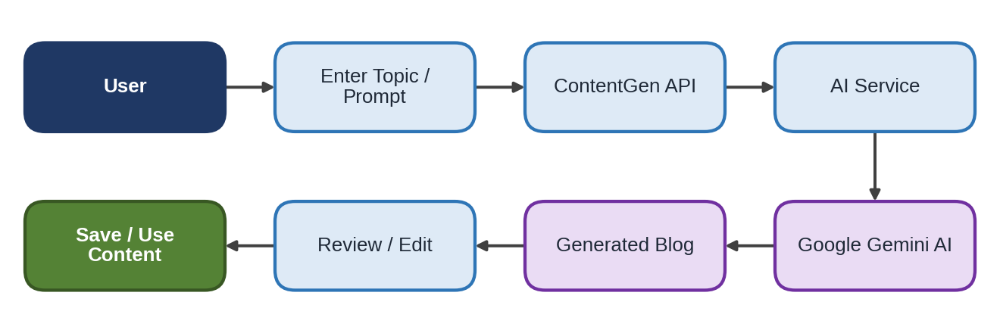 User
Enter Topic /
Prompt
ContentGen API
AI Service
Save / Use
Content
Review / Edit
Generated Blog
Google Gemini AI